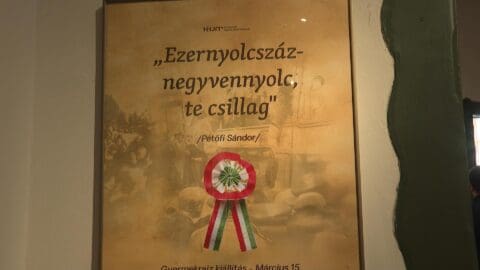 „Ezernyolcszáz-
negyvennyolc,
te csillag"
/Petőfi Sándor/
Gyermekrajz kiállítás - Március 15.